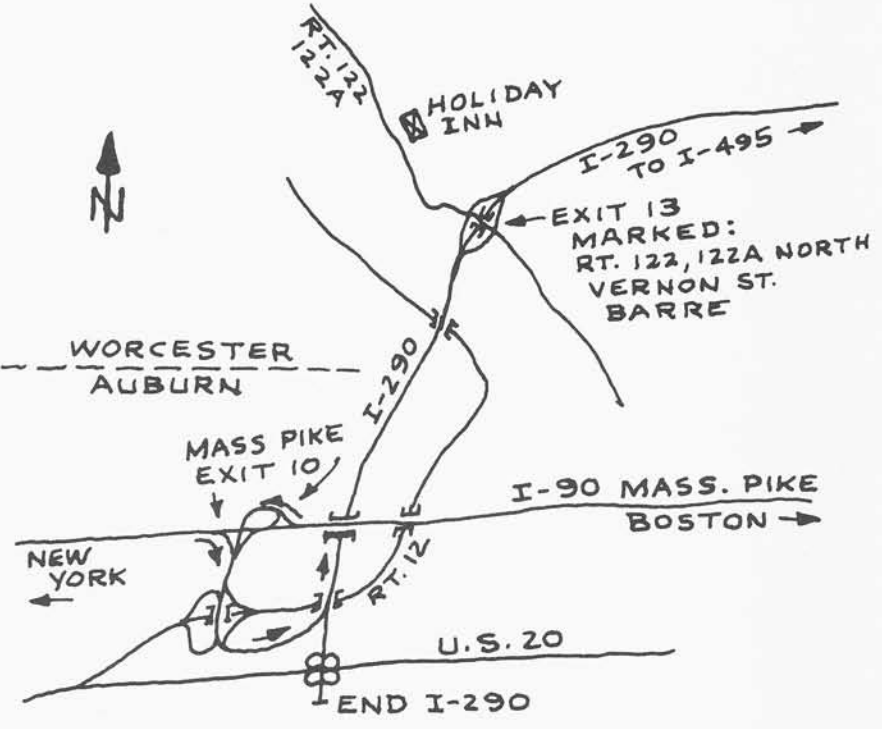 RT. 122
122A
HOLIDAY
INN
I-290
TO I-495
N
EXIT 13
MARKED:
RT. 122, 122A NORTH
VERNON ST.
BARRE
WORCESTER
AUBURN
I-290
MASS PIKE
EXIT 10
I-90 MASS. PIKE
BOSTON
NEW
YORK
RT. 12
U.S. 20
END I-290